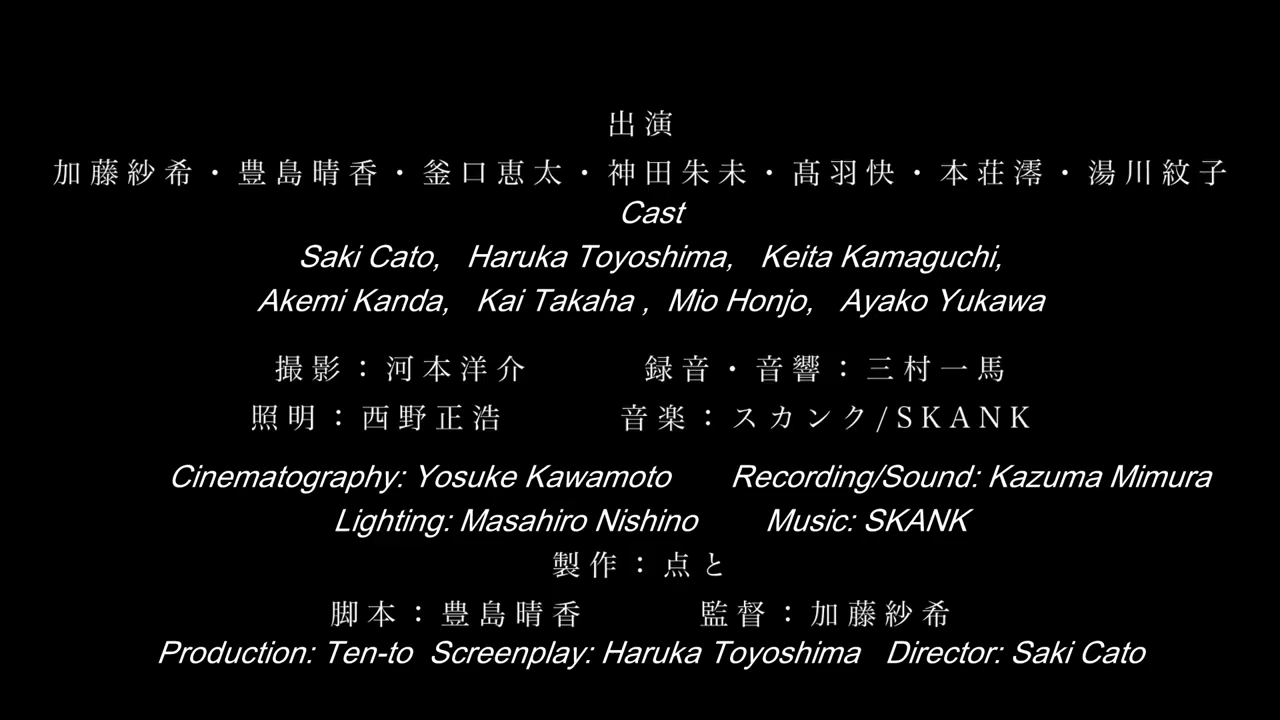 出演
加藤紗希・豊島晴香・釜口恵太・神田朱未・髙羽快・本荘澪・湯川紋子
Cast
Saki Cato, Haruka Toyoshima, Keita Kamaguchi,
Akemi Kanda, Kai Takaha , Mio Honjo, Ayako Yukawa
撮影：河本洋介 録音・音響：三村一馬
照明：西野正浩 音楽：スカンク/SKANK
Cinematography: Yosuke Kawamoto Recording/Sound: Kazuma Mimura
Lighting: Masahiro Nishino Music: SKANK
製作：点と
脚本：豊島晴香 監督：加藤紗希
Production: Ten-to Screenplay: Haruka Toyoshima Director: Saki Cato